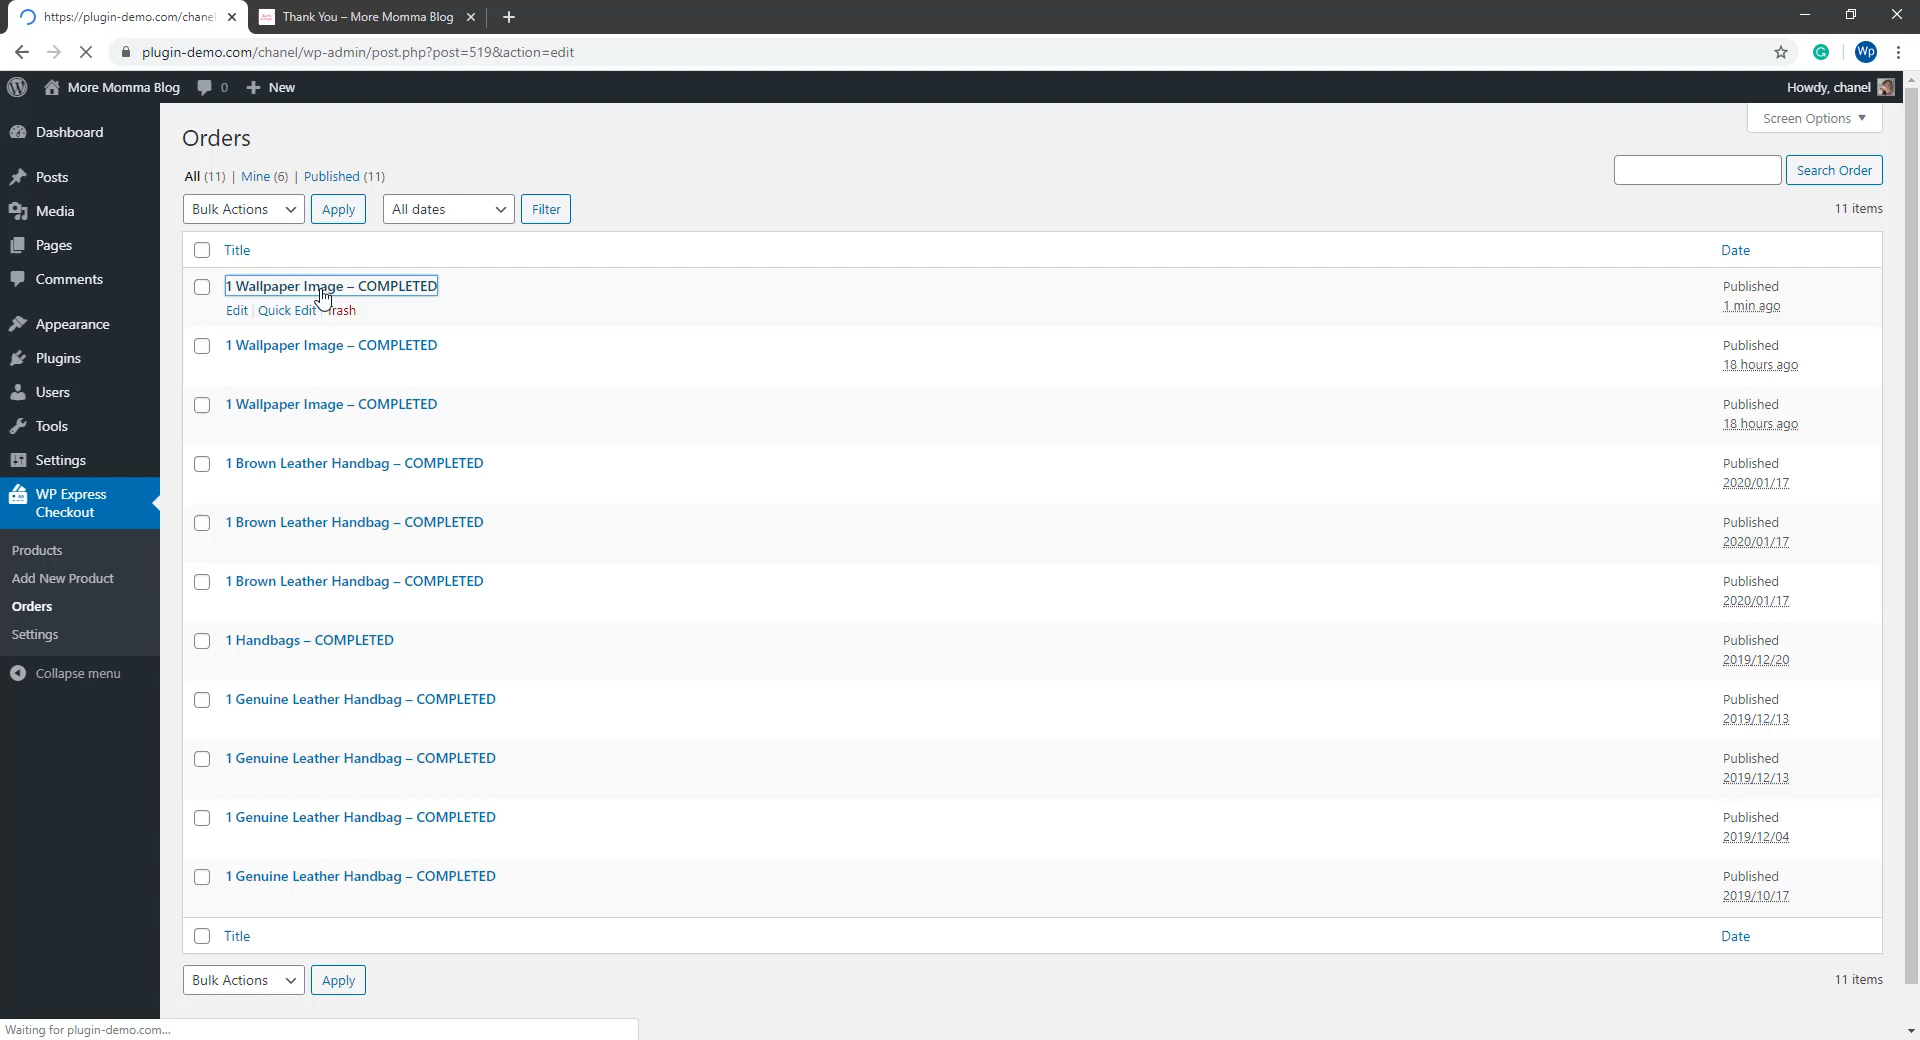 https://plugin-demo.com/chanel
Thank You – More Momma Blog
plugin-demo.com/chanel/wp-admin/post.php?post=519&action=edit
Wp
More Momma Blog 0 New
Howdy, chanel
Dashboard
Posts
Media
Pages
Comments
Appearance
Plugins
Users
Tools
Settings
WP Express
Checkout
Products
Add New Product
Orders
Settings
Collapse menu
Screen Options
Orders
All (11) | Mine (6) | Published (11)
Search Order
Bulk Actions Apply All dates Filter
11 items
Title Date
1 Wallpaper Image – COMPLETED Published
Edit | Quick Edit Trash 1 min ago
1 Wallpaper Image – COMPLETED Published
18 hours ago
1 Wallpaper Image – COMPLETED Published
18 hours ago
1 Brown Leather Handbag – COMPLETED Published
2020/01/17
1 Brown Leather Handbag – COMPLETED Published
2020/01/17
1 Brown Leather Handbag – COMPLETED Published
2020/01/17
1 Handbags – COMPLETED Published
2019/12/20
1 Genuine Leather Handbag – COMPLETED Published
2019/12/13
1 Genuine Leather Handbag – COMPLETED Published
2019/12/13
1 Genuine Leather Handbag – COMPLETED Published
2019/12/04
1 Genuine Leather Handbag – COMPLETED Published
2019/10/17
Title Date
Bulk Actions Apply
11 items
Waiting for plugin-demo.com...